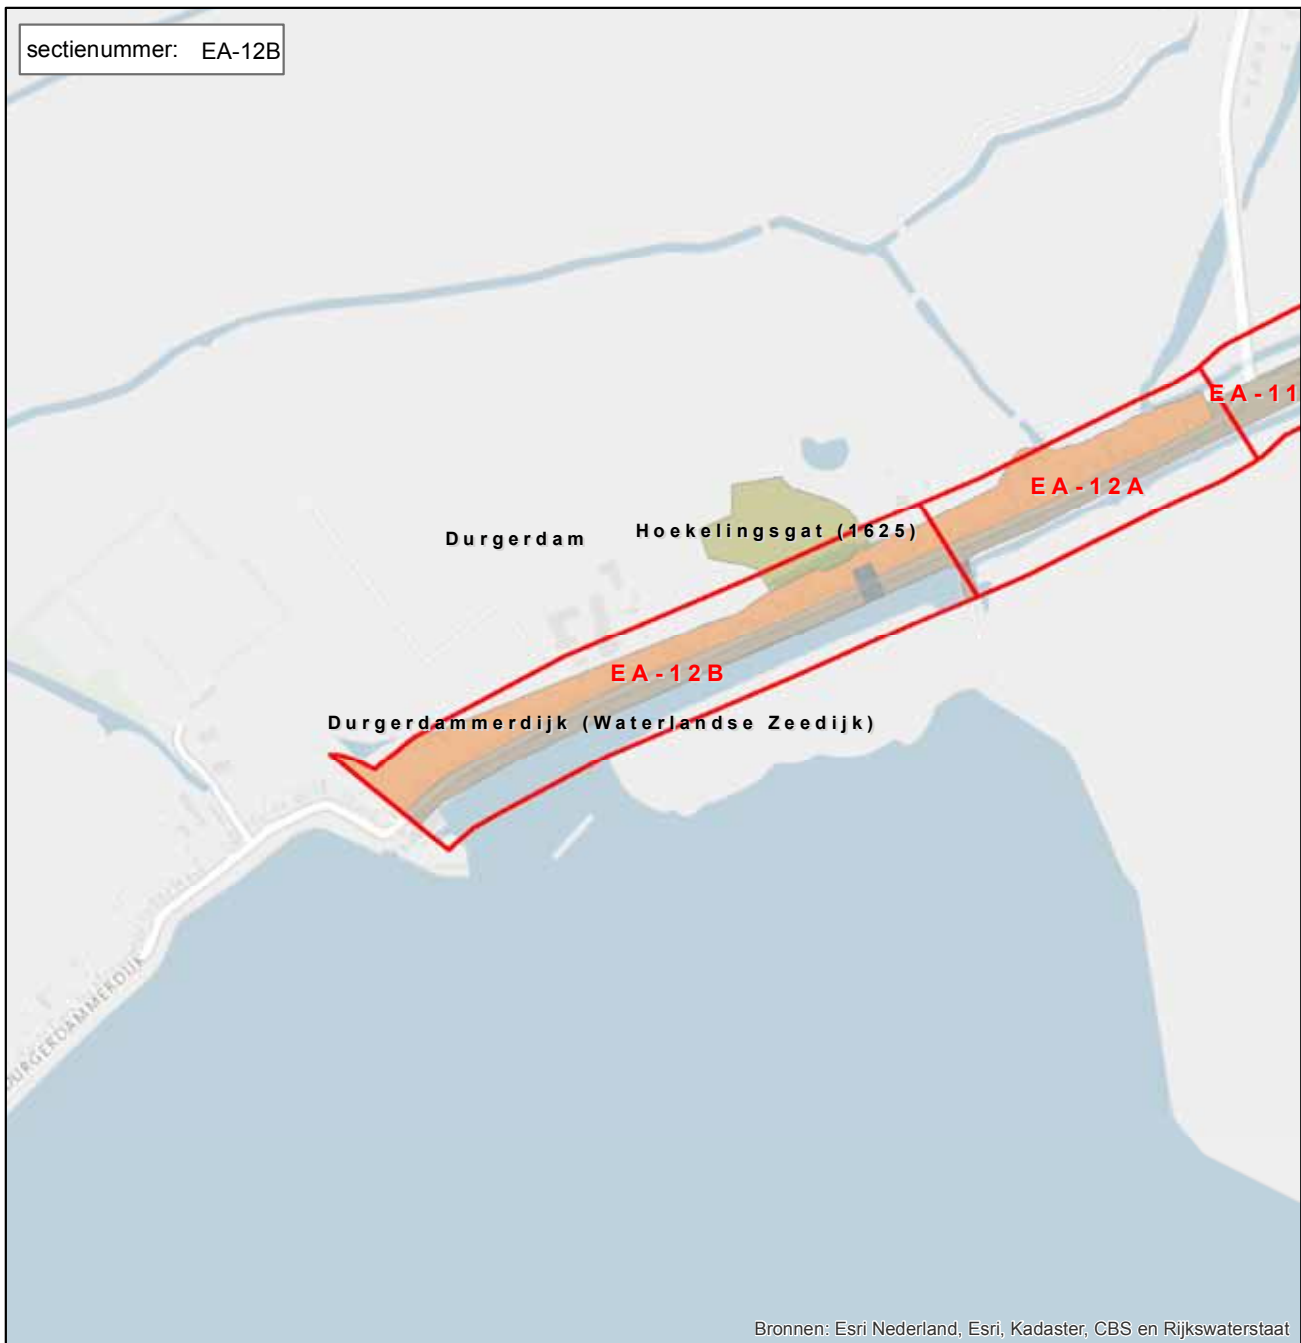 sectienummer: EA-12B
EA-11
EA-12A
Durgerdam
Hoekelingsgat (1625)
EA-12B
Durgerdammerdijk (Waterlandse Zeedijk)
DURGERDAMMERDIJK
Bronnen: Esri Nederland, Esri, Kadaster, CBS en Rijkswaterstaat